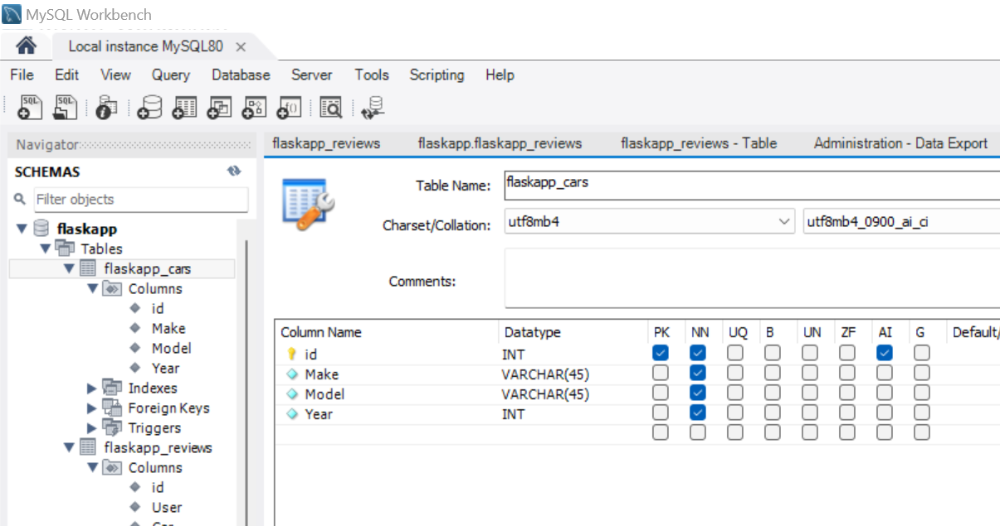 MySQL Workbench
Local instance MySQL80
File Edit View Query Database Server Tools Scripting Help
SQL SQL
Navigator
SCHEMAS
Filter objects
flaskapp
Tables
flaskapp_cars
Columns
id
Make
Model
Year
Indexes
Foreign Keys
Triggers
flaskapp_reviews
Columns
id
User
flaskapp_reviews flaskapp.flaskapp_reviews flaskapp_reviews - Table Administration - Data Export
Table Name: flaskapp_cars
Charset/Collation: utf8mb4 utf8mb4_0900_ai_ci
Comments:
Column Name Datatype PK NN UQ B UN ZF AI G Default/
id INT
Make VARCHAR(45)
Model VARCHAR(45)
Year INT